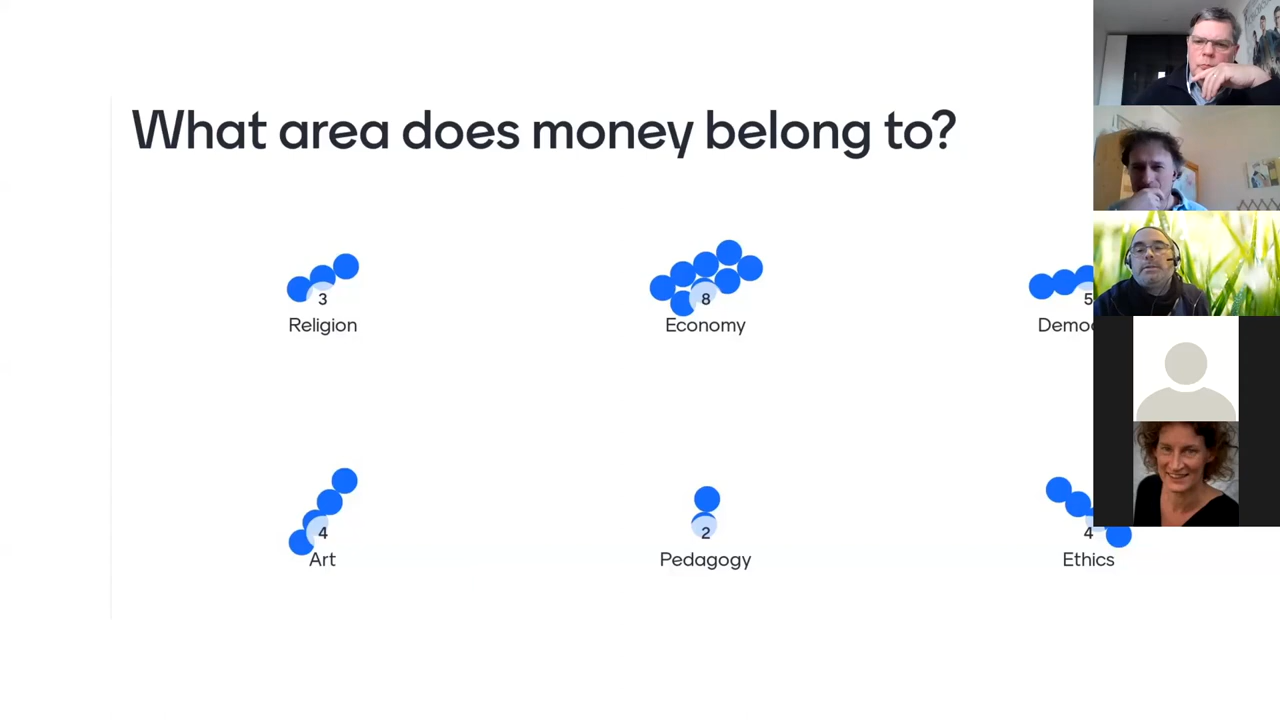 What area does money belong to?
3
8
5
Religion
Economy
4
2
4
Art
Pedagogy
Ethics